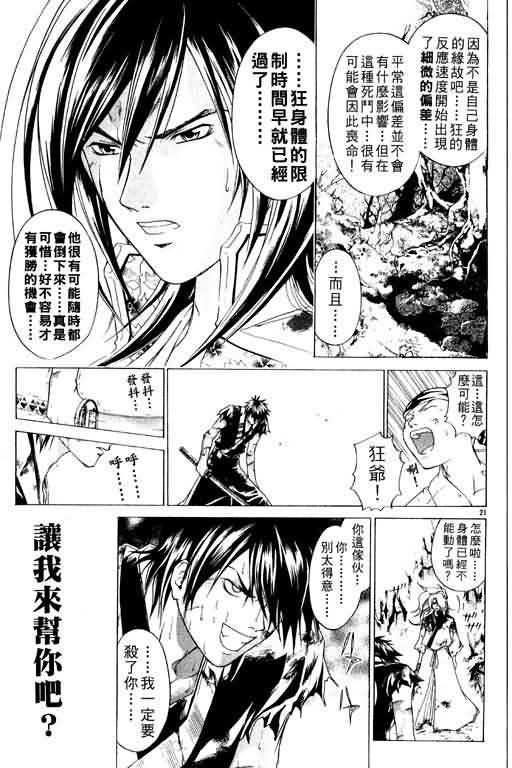 因為不是自己身體
的緣故吧……狂的
反應速度開始出現
了細微的偏差…
平常這偏差並不會
有什麼影響…但在
這種死鬥中…很有
可能會因此喪命！
…而且…
……狂身體的限
制時間早就已經
過了………
他很有可能隨時都
會倒下來……真是
可惜…好不容易才
有獲勝的機會……
這…這怎
麼可能？
唰！
狂爺！
發抖…
發抖…
呼…
呼…
21
怎麼啦…
身體已經不
能動了嗎？
你這傢伙…
你…
別太得意…
……我一定要
殺了你……
讓我來幫你吧？